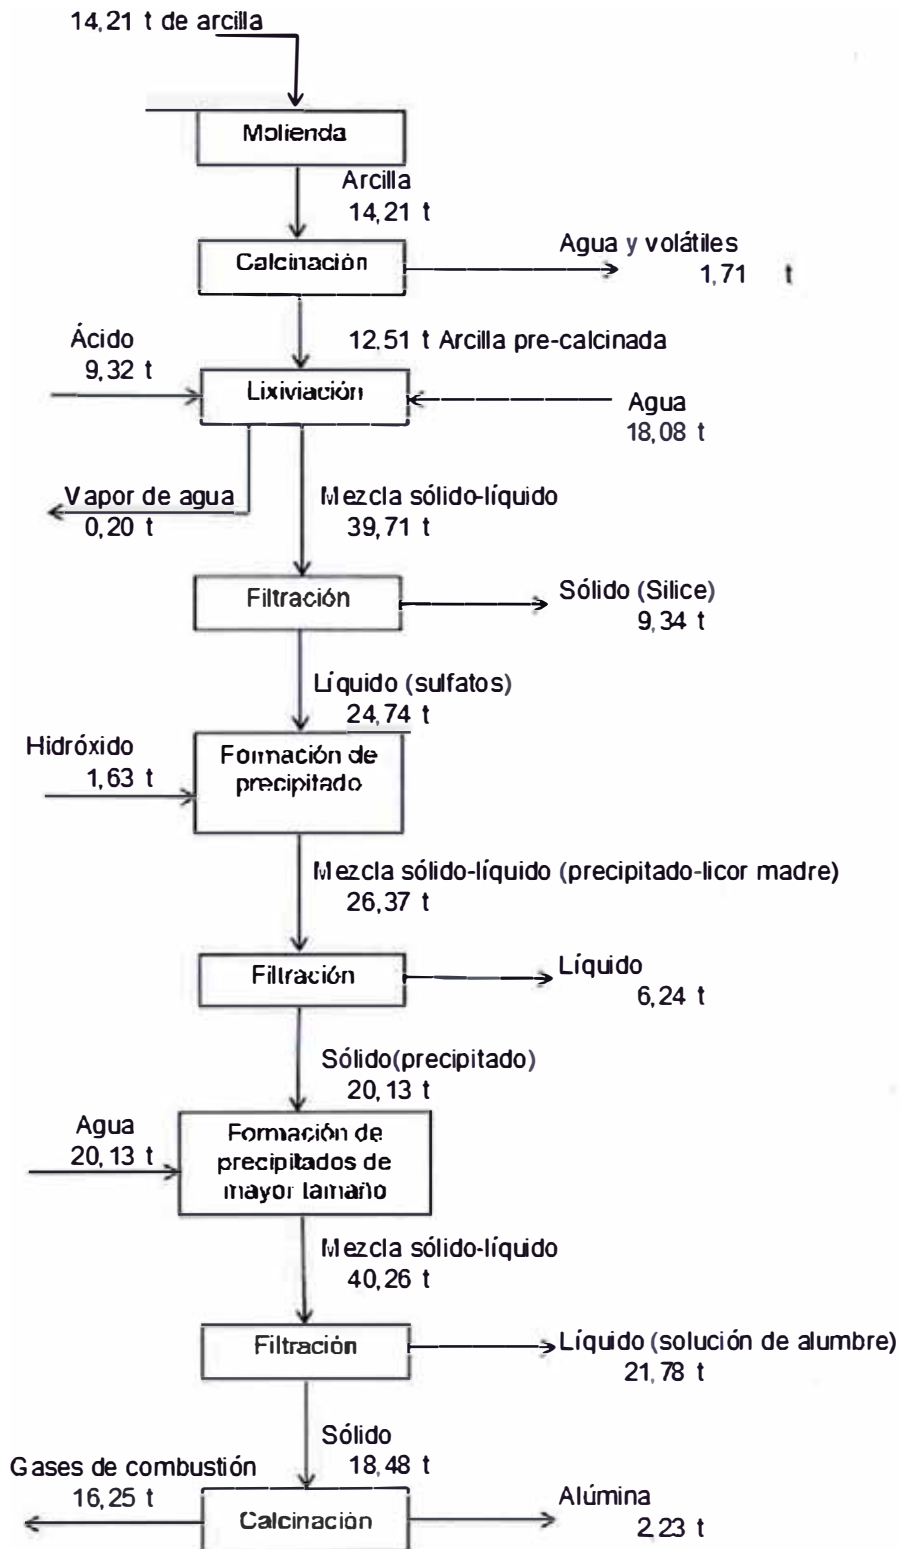 14,21 t de arcilla
Molienda
Arcilla
14,21 t
Calcinación
Agua y volátiles
1,71 t
12,51 t Arcilla pre-calcinada
Ácido
9,32 t
Lixiviación
Agua
18,08 t
Vapor de agua
0,20 t
Mezcla sólido-líquido
39,71 t
Filtración
Sólido (Silice)
9,34 t
Líquido (sulfatos)
24,74 t
Hidróxido
1,63 t
Formación de
precipitado
Mezcla sólido-líquido (precipitado-licor madre)
26,37 t
Filtración
Líquido
6,24 t
Sólido(precipitado)
20,13 t
Agua
20,13 t
Formación de
precipitados de
mayor tamaño
Mezcla sólido-líquido
40,26 t
Filtración
Líquido (solución de alumbre)
21,78 t
Sólido
18,48 t
Gases de combustión
16,25 t
Calcinación
Alúmina
2,23 t